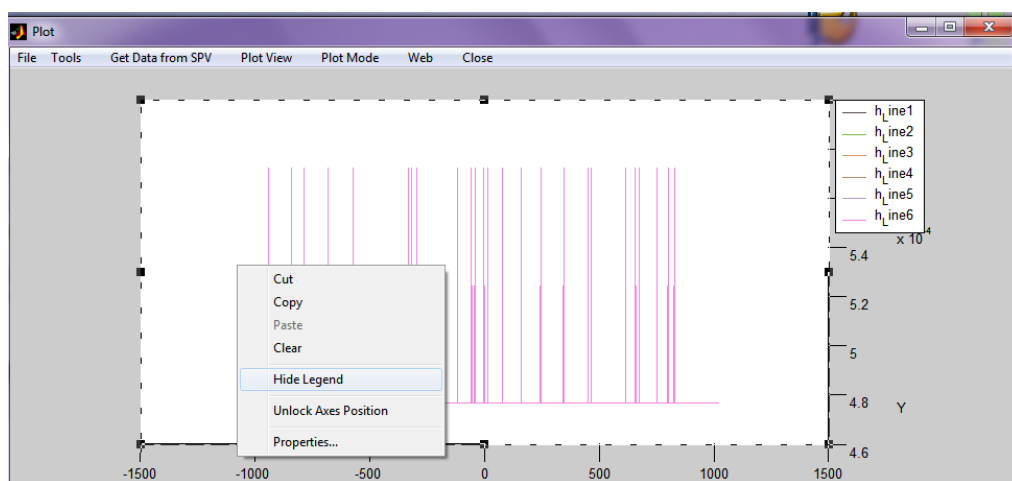 Plot
File Tools Get Data from SPV Plot View Plot Mode Web Close
h_Line1
h_Line2
h_Line3
h_Line4
h_Line5
h_Line6
x 10^4
5.4
5.2
5
4.8
Y
4.6
Cut
Copy
Paste
Clear
Hide Legend
Unlock Axes Position
Properties...
-1500 -1000 -500 0 500 1000 1500